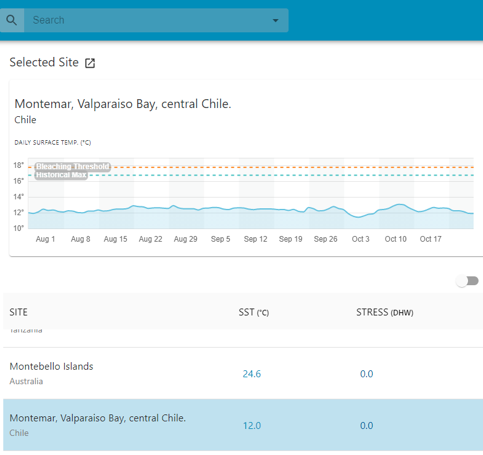 Search
Selected Site
Montemar, Valparaiso Bay, central Chile.
Chile
DAILY SURFACE TEMP. (°C)
18°
Bleaching Threshold
Historical Max
16°
14°
12°
10°
Aug 1 Aug 8 Aug 15 Aug 22 Aug 29 Sep 5 Sep 12 Sep 19 Sep 26 Oct 3 Oct 10 Oct 17
SITE SST (°C) STRESS (DHW)
Tanzania
Montebello Islands
Australia
24.6 0.0
Montemar, Valparaiso Bay, central Chile.
Chile
12.0 0.0